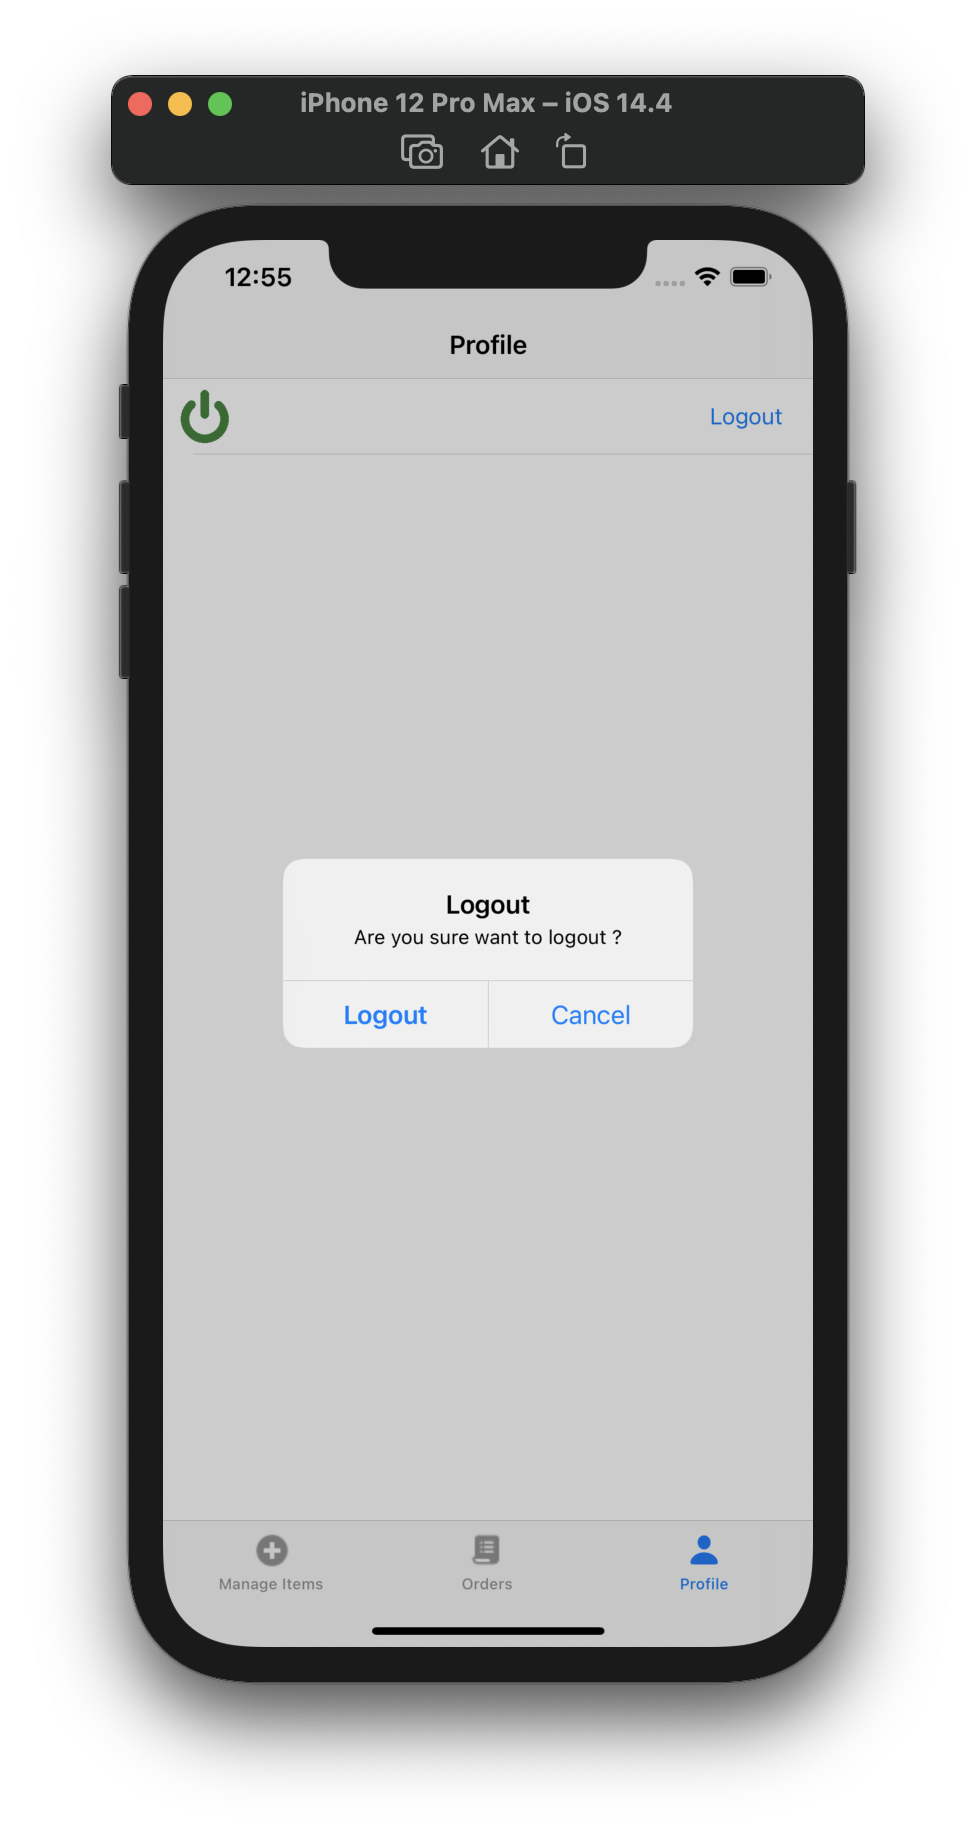 iPhone 12 Pro Max – iOS 14.4
12:55
Profile
Logout
Logout
Are you sure want to logout ?
Logout Cancel
Manage Items Orders Profile